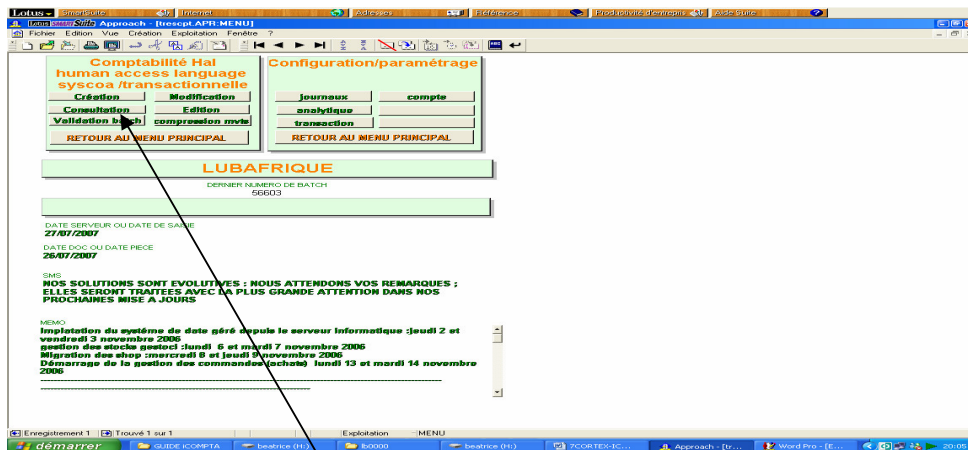 Lotus SmartSuite Internet Adresses Référence Productivité d'entrepris Aide Suite
Lotus SMARTSuite Approach - [trescpt.APR:MENU]
Fichier Edition Vue Création Exploitation Fenêtre ?
Comptabilité Hal
human access language
syscoa /transactionnelle
Création Modification
Consultation Edition
Validation batch compression mvts
RETOUR AU MENU PRINCIPAL
Configuration/paramétrage
journaux compte
analytique
transaction
RETOUR AU MENU PRINCIPAL
LUBAFRIQUE
DERNIER NUMERO DE BATCH
56603
DATE SERVEUR OU DATE DE SAISIE
27/07/2007
DATE DOC OU DATE PIECE
26/07/2007
SMS
NOS SOLUTIONS SONT EVOLUTIVES : NOUS ATTENDONS VOS REMARQUES ;
ELLES SERONT TRAITEES AVEC LA PLUS GRANDE ATTENTION DANS NOS
PROCHAINES MISE A JOURS
MEMO
Implatation du système de date géré depuis le serveur informatique :jeudi 2 et
vendredi 3 novembre 2006
gestion des stocks gestoci :lundi 6 et mardi 7 novembre 2006
Migration des shop :mercredi 8 et jeudi 9 novembre 2006
Démarrage de la gestion des commandes (achats) lundi 13 et mardi 14 novembre
2006
Enregistrement 1 Trouvé 1 sur 1 Exploitation MENU
démarrer GUIDE iCOMPTA beatrice (H:) lb0000 beatrice (H:) 7CORTEX-IC... Approach - [tr... Word Pro - [E... 20:05